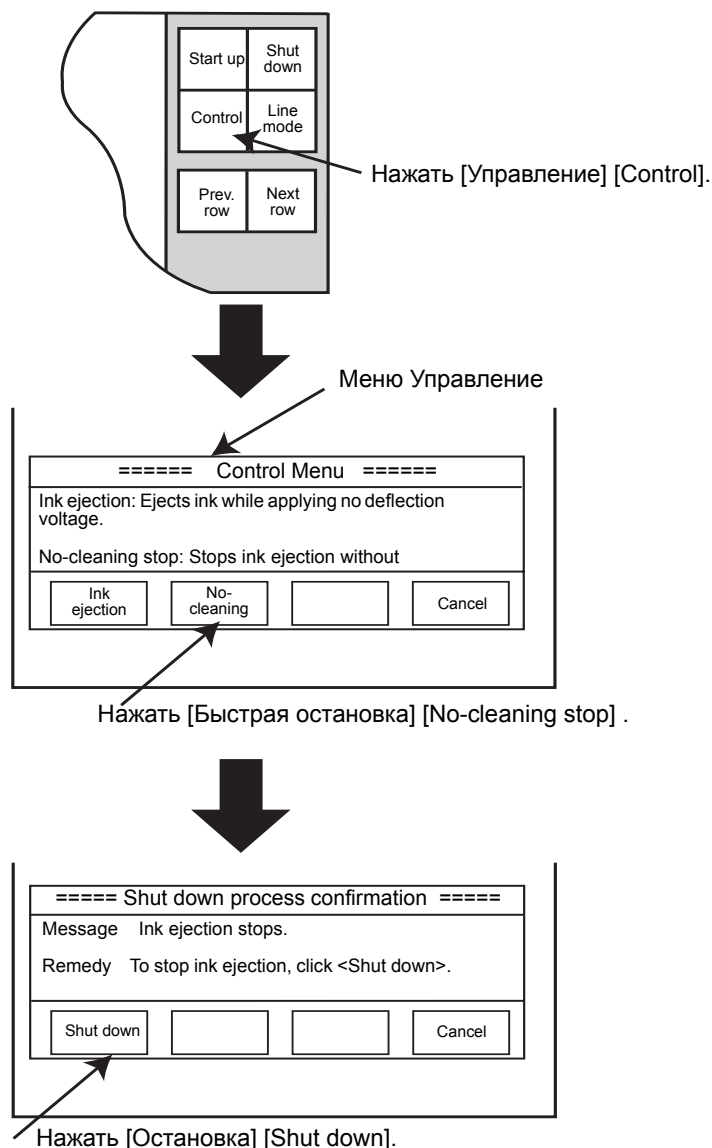 Start up
Shut
down
Control
Line
mode
Нажать [Управление] [Control].
Prev.
row
Next
row
Меню Управление
====== Control Menu ======
Ink ejection: Ejects ink while applying no deflection
voltage.
No-cleaning stop: Stops ink ejection without
Ink
ejection
No-
cleaning
Cancel
Нажать [Быстрая остановка] [No-cleaning stop] .
===== Shut down process confirmation =====
Message Ink ejection stops.
Remedy To stop ink ejection, click <Shut down>.
Shut down
Cancel
Нажать [Остановка] [Shut down].